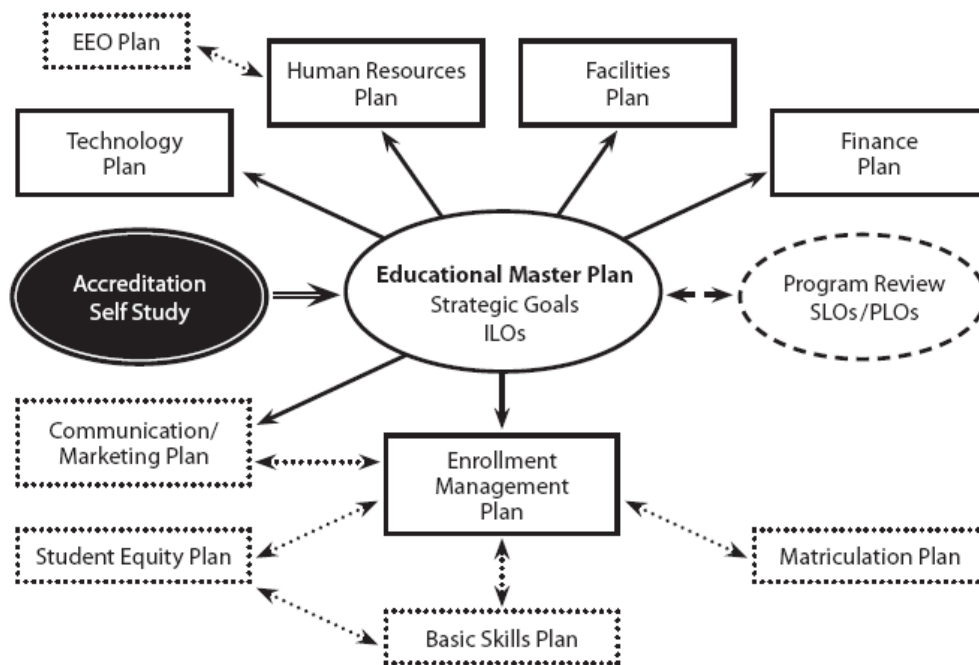 EEO Plan
Human Resources
Plan
Facilities
Plan
Technology
Plan
Finance
Plan
Accreditation
Self Study
Educational Master Plan
Strategic Goals
ILOs
Program Review
SLOs/PLOs
Communication/
Marketing Plan
Enrollment
Management
Plan
Student Equity Plan
Matriculation Plan
Basic Skills Plan